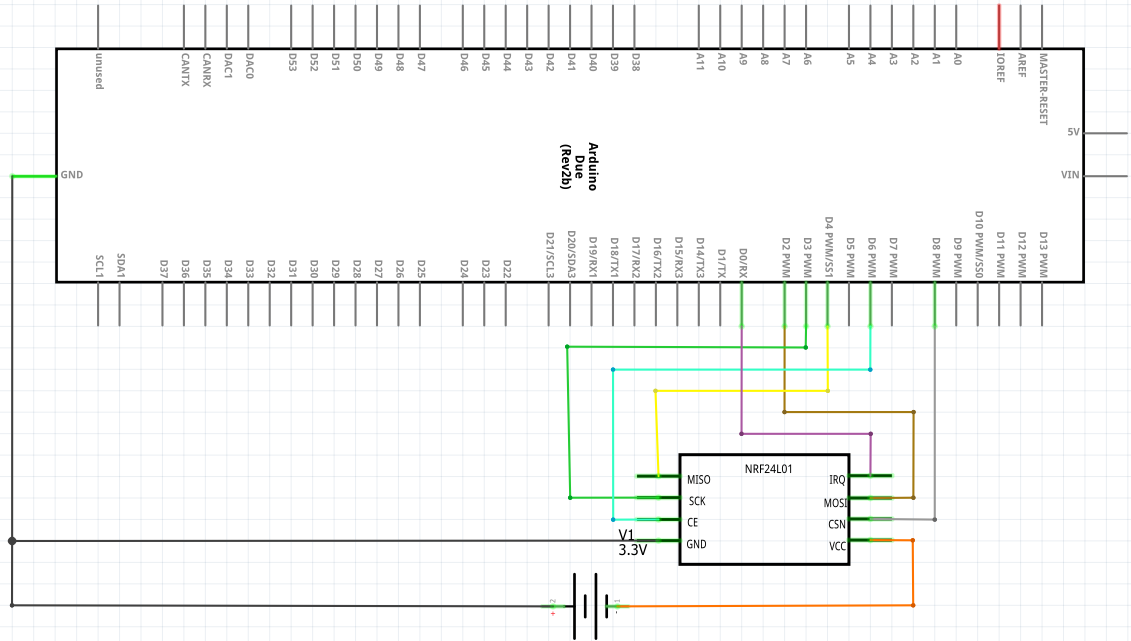 unused
CANTX
CANRX
DAC1
DAC0
D53
D52
D51
D50
D49
D48
D47
D46
D45
D44
D43
D42
D41
D40
D39
D38
A11
A10
A9
A8
A7
A6
A5
A4
A3
A2
A1
A0
IOREF
AREF
MASTER-RESET
5V
VIN
GND
Arduino
Due
(Rev2b)
SCL1
SDA1
D37
D36
D35
D34
D33
D32
D31
D30
D29
D28
D27
D26
D25
D24
D23
D22
D21/SCL3
D20/SDA3
D19/RX1
D18/TX1
D17/RX2
D16/TX2
D15/RX3
D14/TX3
D1/TX
D0/RX
D2 PWM
D3 PWM
D4 PWM/SS1
D5 PWM
D6 PWM
D7 PWM
D8 PWM
D9 PWM
D10 PWM/SS0
D11 PWM
D12 PWM
D13 PWM
NRF24L01
MISO
SCK
CE
GND
IRQ
MOSI
CSN
VCC
V1
3.3V
+
2
-
1